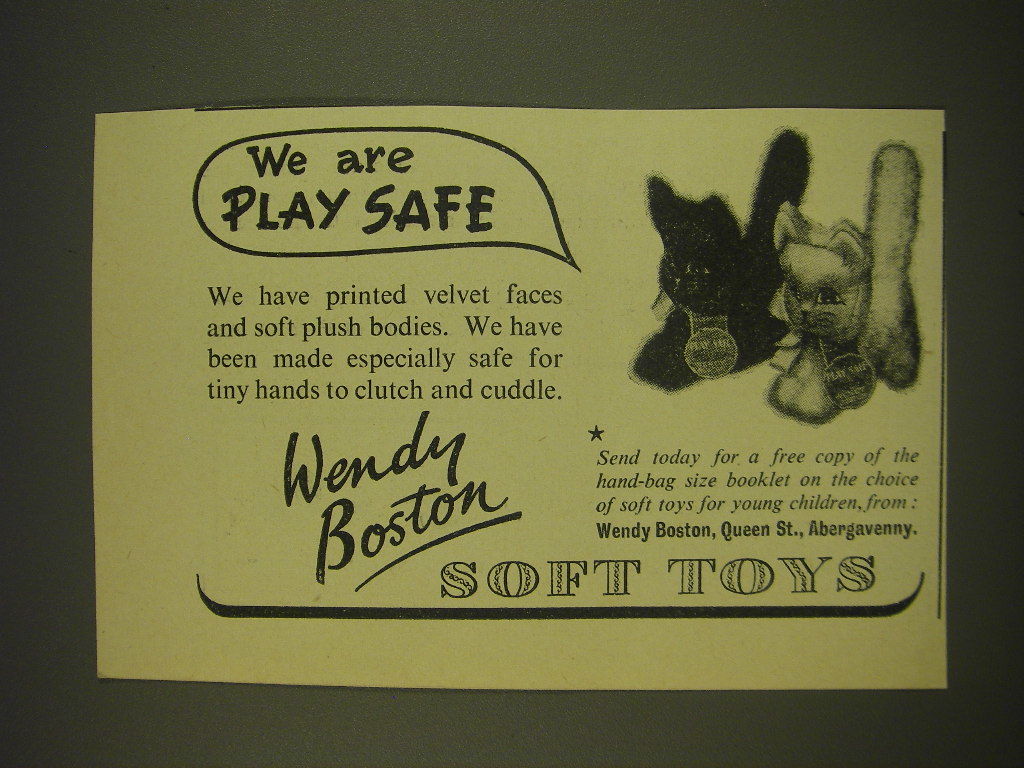 We are
PLAY SAFE
We have printed velvet faces
and soft plush bodies. We have
been made especially safe for
tiny hands to clutch and cuddle.
Wendy
Boston
★
Send today for a free copy of the
hand-bag size booklet on the choice
of soft toys for young children, from :
Wendy Boston, Queen St., Abergavenny.
SOFT TOYS
PLAY SAFE